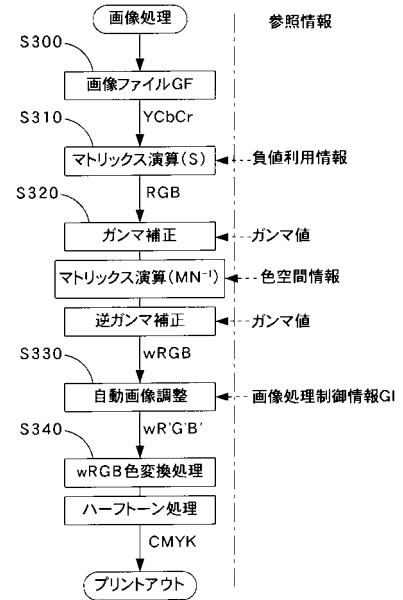 画像処理
参照情報
S300
画像ファイルGF
YCbCr
S310
マトリックス演算(S)
負値利用情報
RGB
S320
ガンマ補正
ガンマ値
マトリックス演算(MN⁻¹)
色空間情報
逆ガンマ補正
ガンマ値
S330
wRGB
自動画像調整
画像処理制御情報GI
S340
wR'G'B'
wRGB色変換処理
ハーフトーン処理
CMYK
プリントアウト